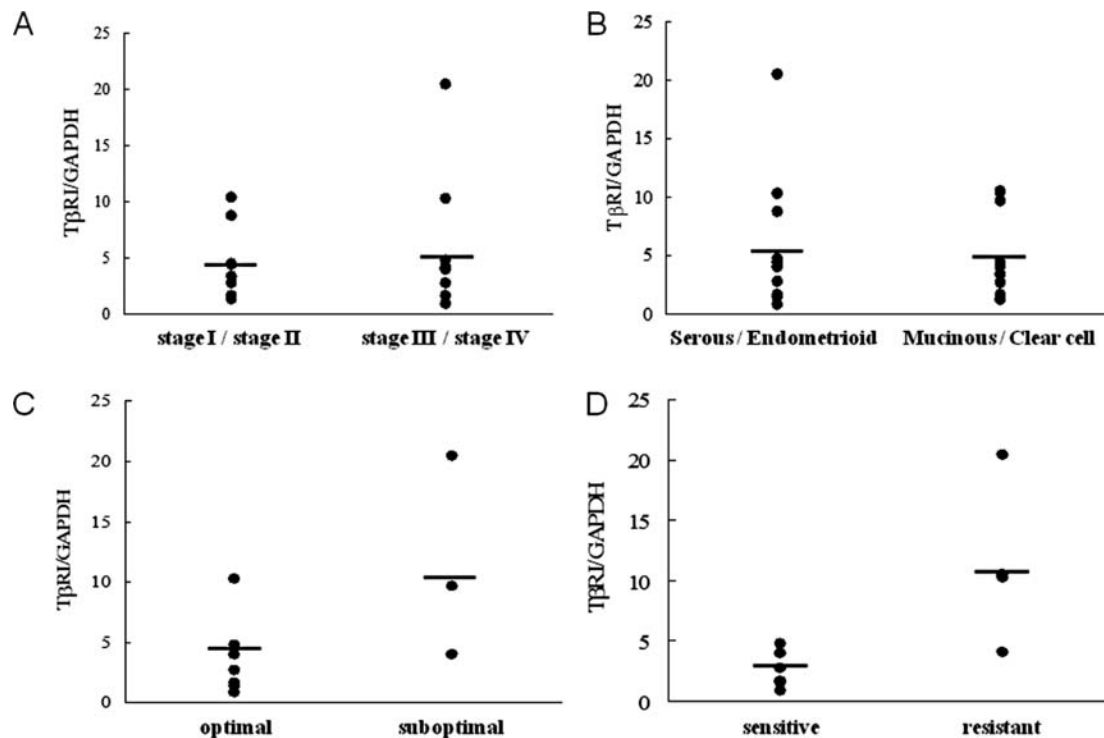 A
25
20
15
10
5
0
TβRI/GAPDH
stage I / stage II stage III / stage IV
B
25
20
15
10
5
0
TβRI/GAPDH
Serous / Endometrioid Mucinous / Clear cell
C
25
20
15
10
5
0
TβRI/GAPDH
optimal suboptimal
D
25
20
15
10
5
0
TβRI/GAPDH
sensitive resistant